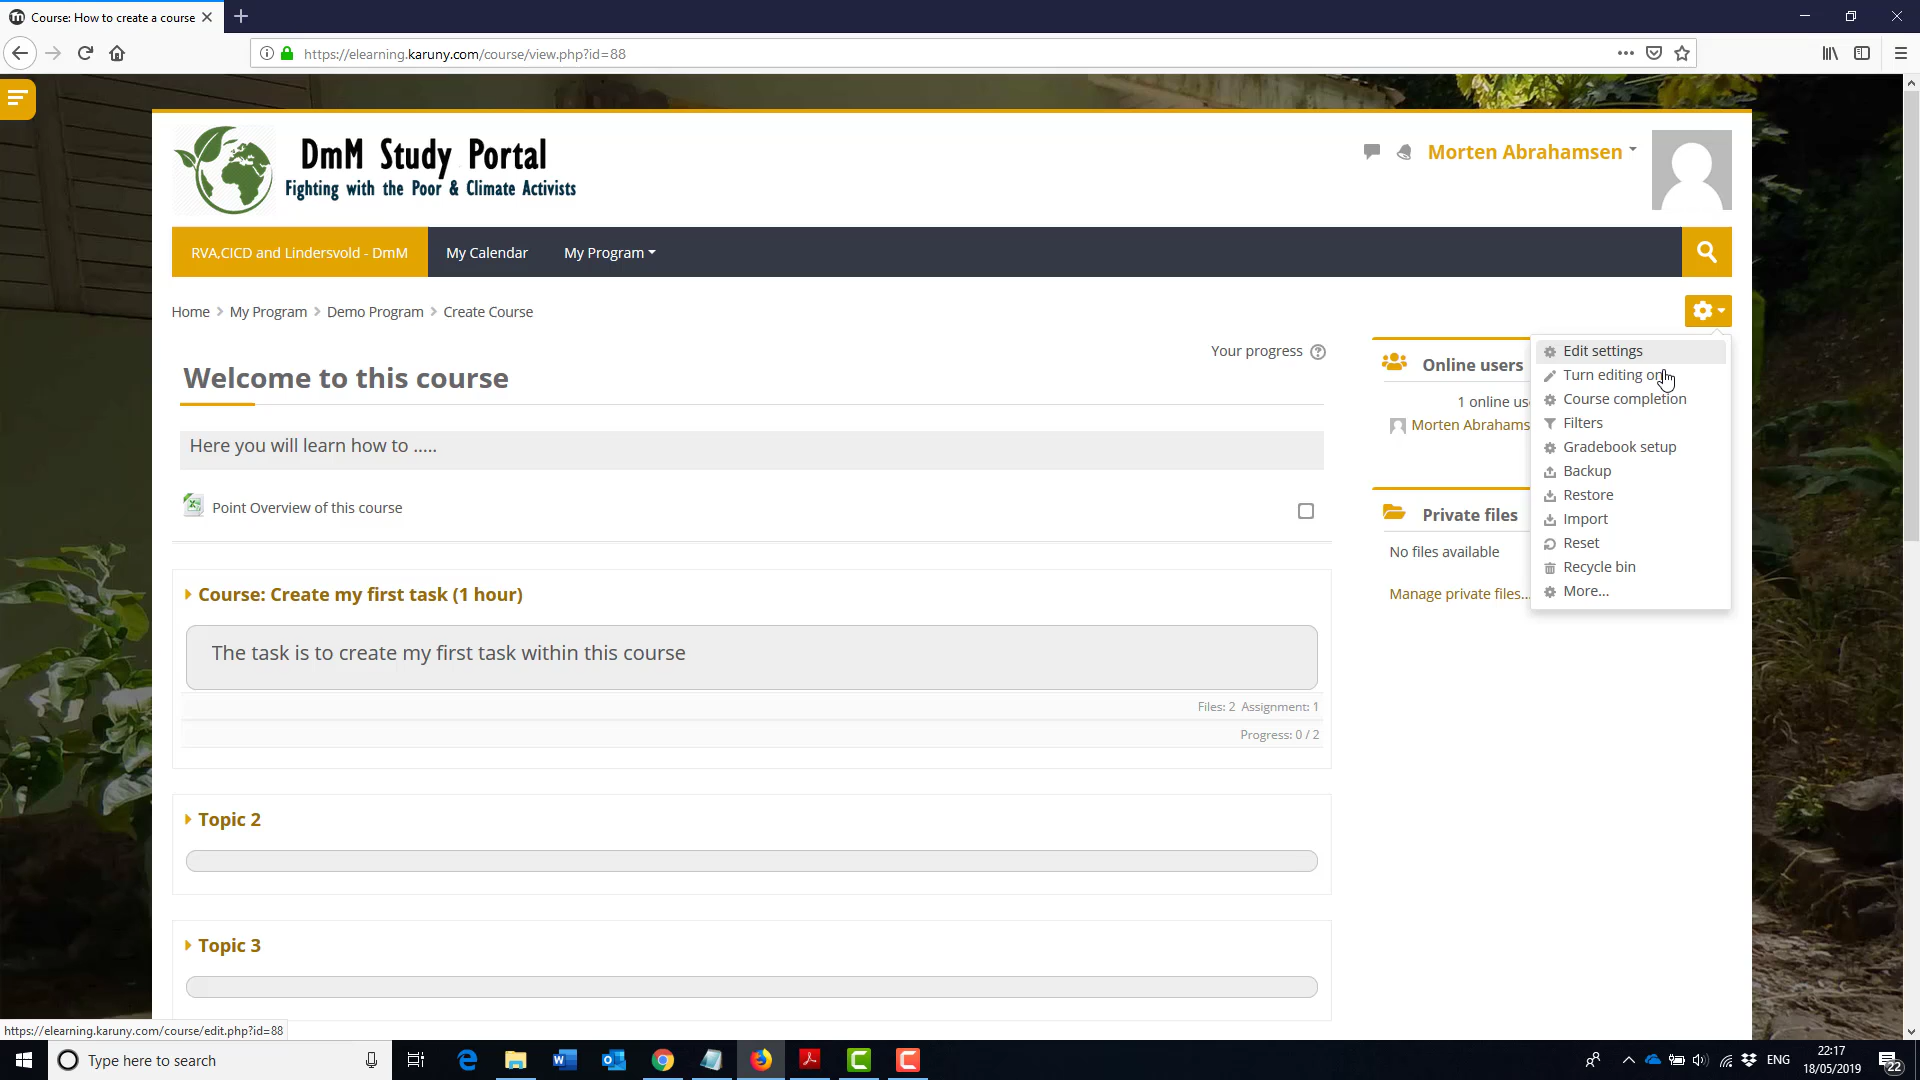 Course: How to create a course
https://elearning.karuny.com/course/view.php?id=88
DmM Study Portal
Fighting with the Poor & Climate Activists
Morten Abrahamsen
RVA,CICD and Lindersvold - DmM
My Calendar
My Program
Home
My Program
Demo Program
Create Course
Your progress
Welcome to this course
Here you will learn how to .....
Point Overview of this course
Course: Create my first task (1 hour)
The task is to create my first task within this course
Files: 2 Assignment: 1
Progress: 0 / 2
Topic 2
Topic 3
Online users
1 online
Morten
Private files
No files available
Manage private files...
Edit settings
Turn editing on
Course completion
Filters
Gradebook setup
Backup
Restore
Import
Reset
Recycle bin
More...
https://elearning.karuny.com/course/edit.php?id=88
Type here to search
ENG
22:17
18/05/2019
22